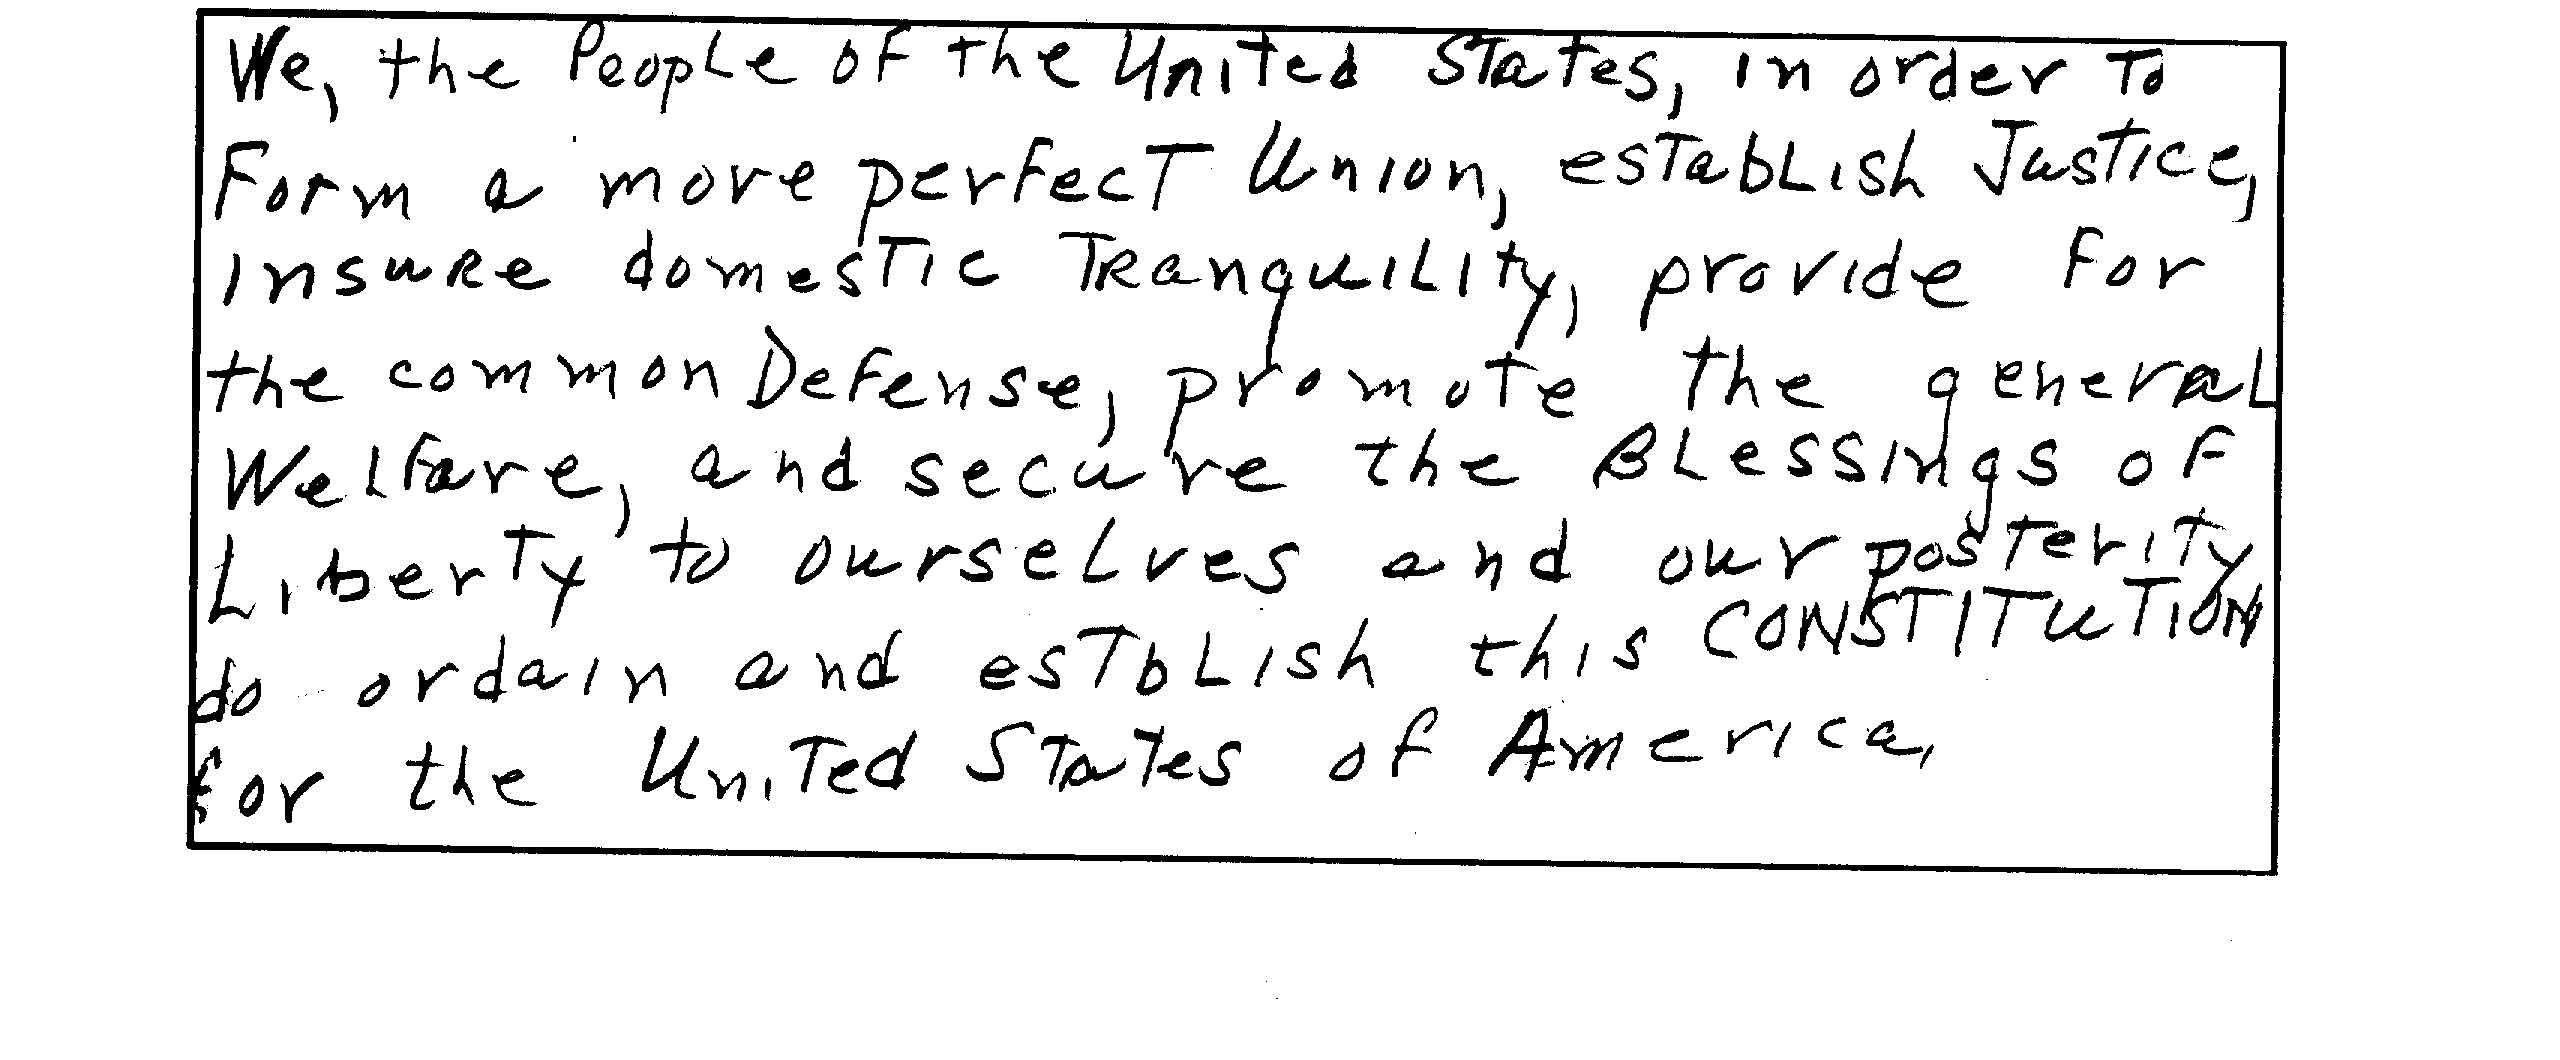 We, the People of the United States, in order to
form a more perfect Union, establish Justice,
insure domestic Tranquility, provide for
the common Defense, promote the general
Welfare, and secure the Blessings of
Liberty to ourselves and our posterity
do ordain and estblish this CONSTITUTION
for the United States of America.